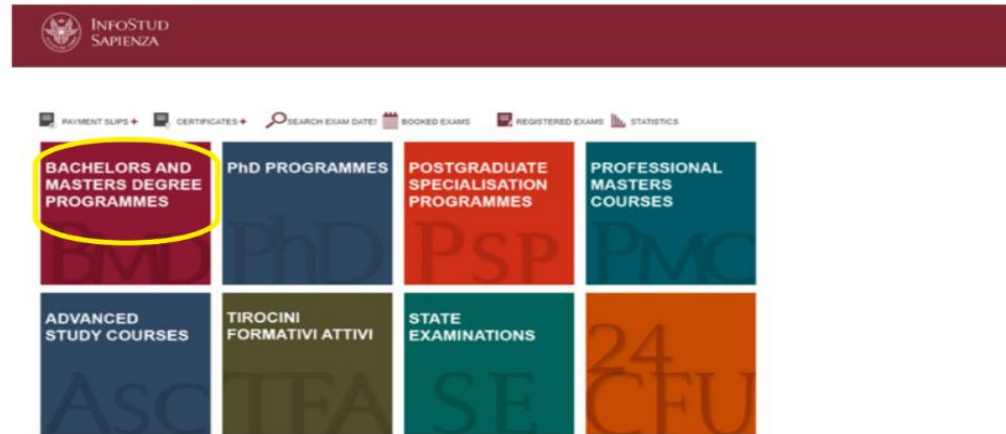 INFOSTUD
SAPIENZA
PAYMENT SLIPS+ CERTIFICATES+ SEARCH EXAM DATE! BOOKED EXAMS REGISTERED EXAMS STATISTICS
BACHELORS AND
MASTERS DEGREE
PROGRAMMES
BMD
PhD PROGRAMMES
PhD
POSTGRADUATE
SPECIALISATION
PROGRAMMES
PSP
PROFESSIONAL
MASTERS
COURSES
PMC
ADVANCED
STUDY COURSES
ASC
TIROCINI
FORMATIVI ATTIVI
TFA
STATE
EXAMINATIONS
SE
24
CFU